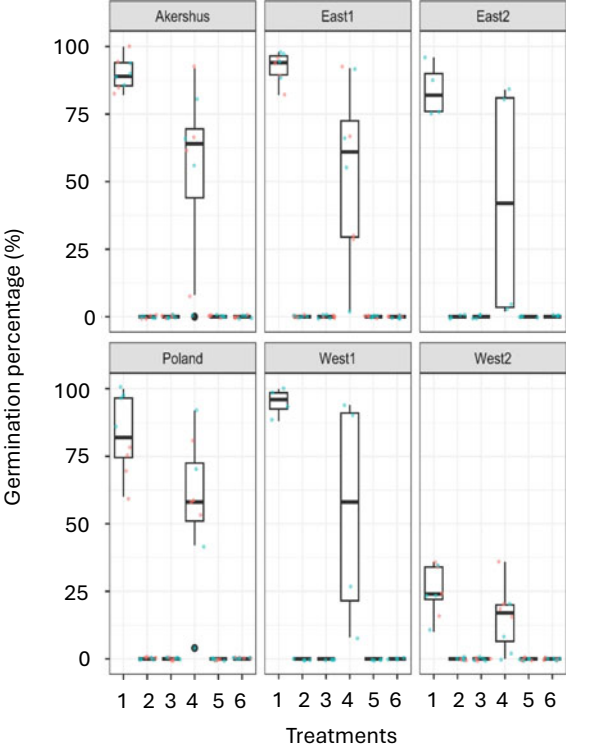 Akershus East1 East2
100
75
50
25
0
Germination percentage (%)
Poland West1 West2
100
75
50
25
0
1 2 3 4 5 6 1 2 3 4 5 6 1 2 3 4 5 6
Treatments